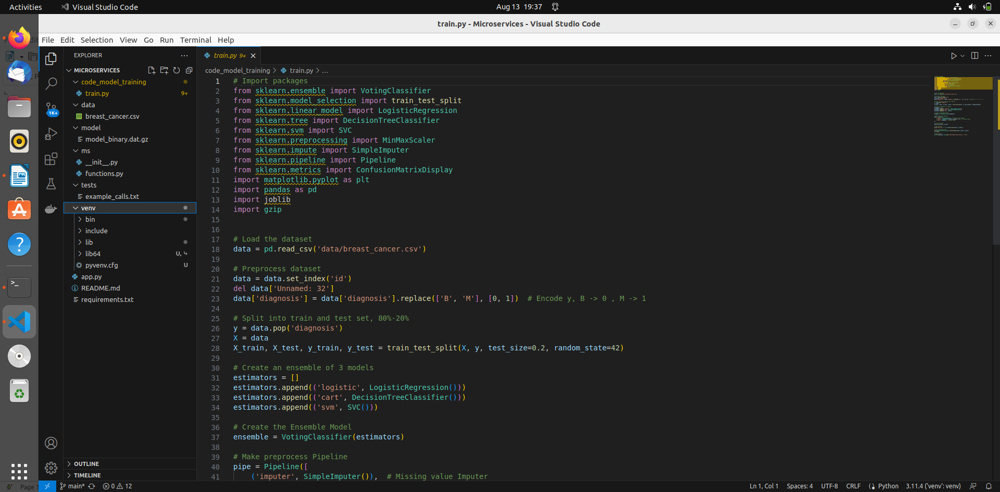 Activities
Visual Studio Code
Aug 13 19:37
train.py - Microservices - Visual Studio Code
File Edit Selection View Go Run Terminal Help
EXPLORER
MICROSERVICES
code_model_training
train.py 9+
data
breast_cancer.csv
model
model_binary.dat.gz
ms
__init__.py
functions.py
tests
example_calls.txt
venv
bin
include
lib
lib64 U,
pyvenv.cfg U
app.py
README.md
requirements.txt
OUTLINE
TIMELINE
1K+
train.py 9+
code_model_training > train.py > ...
1 # Import packages
2 from sklearn.ensemble import VotingClassifier
3 from sklearn.model_selection import train_test_split
4 from sklearn.linear_model import LogisticRegression
5 from sklearn.tree import DecisionTreeClassifier
6 from sklearn.svm import SVC
7 from sklearn.preprocessing import MinMaxScaler
8 from sklearn.impute import SimpleImputer
9 from sklearn.pipeline import Pipeline
10 from sklearn.metrics import ConfusionMatrixDisplay
11 import matplotlib.pyplot as plt
12 import pandas as pd
13 import joblib
14 import gzip
15
16
17 # Load the dataset
18 data = pd.read_csv('data/breast_cancer.csv')
19
20 # Preprocess dataset
21 data = data.set_index('id')
22 del data['Unnamed: 32']
23 data['diagnosis'] = data['diagnosis'].replace(['B', 'M'], [0, 1])  # Encode y, B -> 0 , M -> 1
24
25 # Split into train and test set, 80%-20%
26 y = data.pop('diagnosis')
27 X = data
28 X_train, X_test, y_train, y_test = train_test_split(X, y, test_size=0.2, random_state=42)
29
30 # Create an ensemble of 3 models
31 estimators = []
32 estimators.append(('logistic', LogisticRegression()))
33 estimators.append(('cart', DecisionTreeClassifier()))
34 estimators.append(('svm', SVC()))
35
36 # Create the Ensemble Model
37 ensemble = VotingClassifier(estimators)
38
39 # Make preprocess Pipeline
40 pipe = Pipeline([
41     ('imputer', SimpleImputer()),  # Missing value Imputer
Page 1
main* 0 12
Ln 1, Col 1 Spaces: 4 UTF-8 CRLF Python 3.11.4 ('venv': venv)